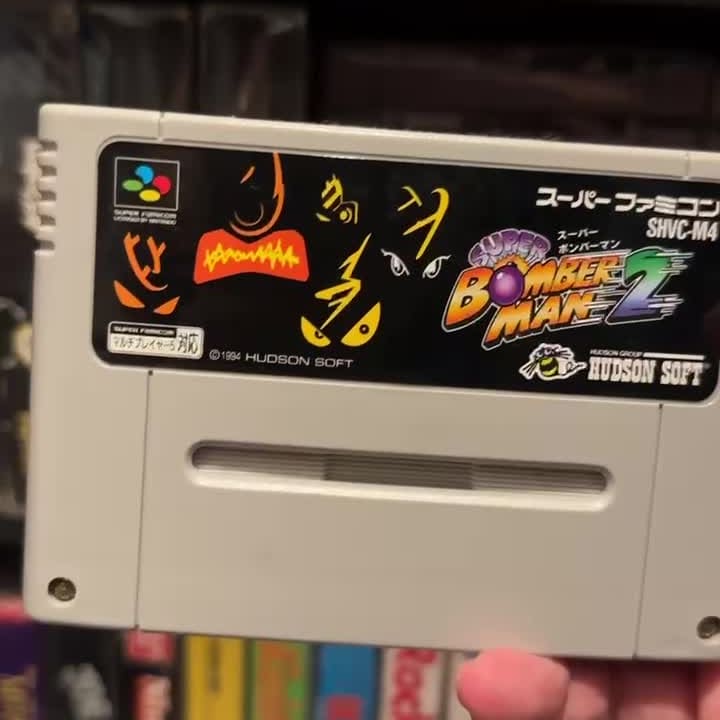 SUPER FAMICOM
スーパーファミコン
SHVC-M4
スーパー
ボンバーマン
SUPER
BOMBER
MAN 2
SUPER FAMICOM
マルチプレイヤー5 対応
©1994 HUDSON SOFT
HUDSON GROUP
HUDSON SOFT